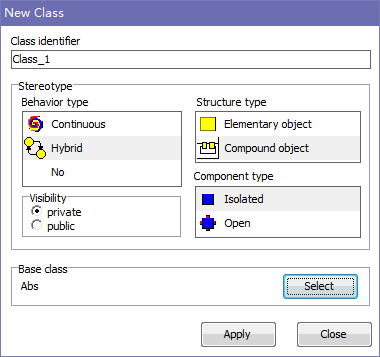 New Class
Class identifier
Class_1
Stereotype
Behavior type
Continuous
Hybrid
No
Structure type
Elementary object
Compound object
Visibility
private
public
Component type
Isolated
Open
Base class
Abs
Select
Apply
Close